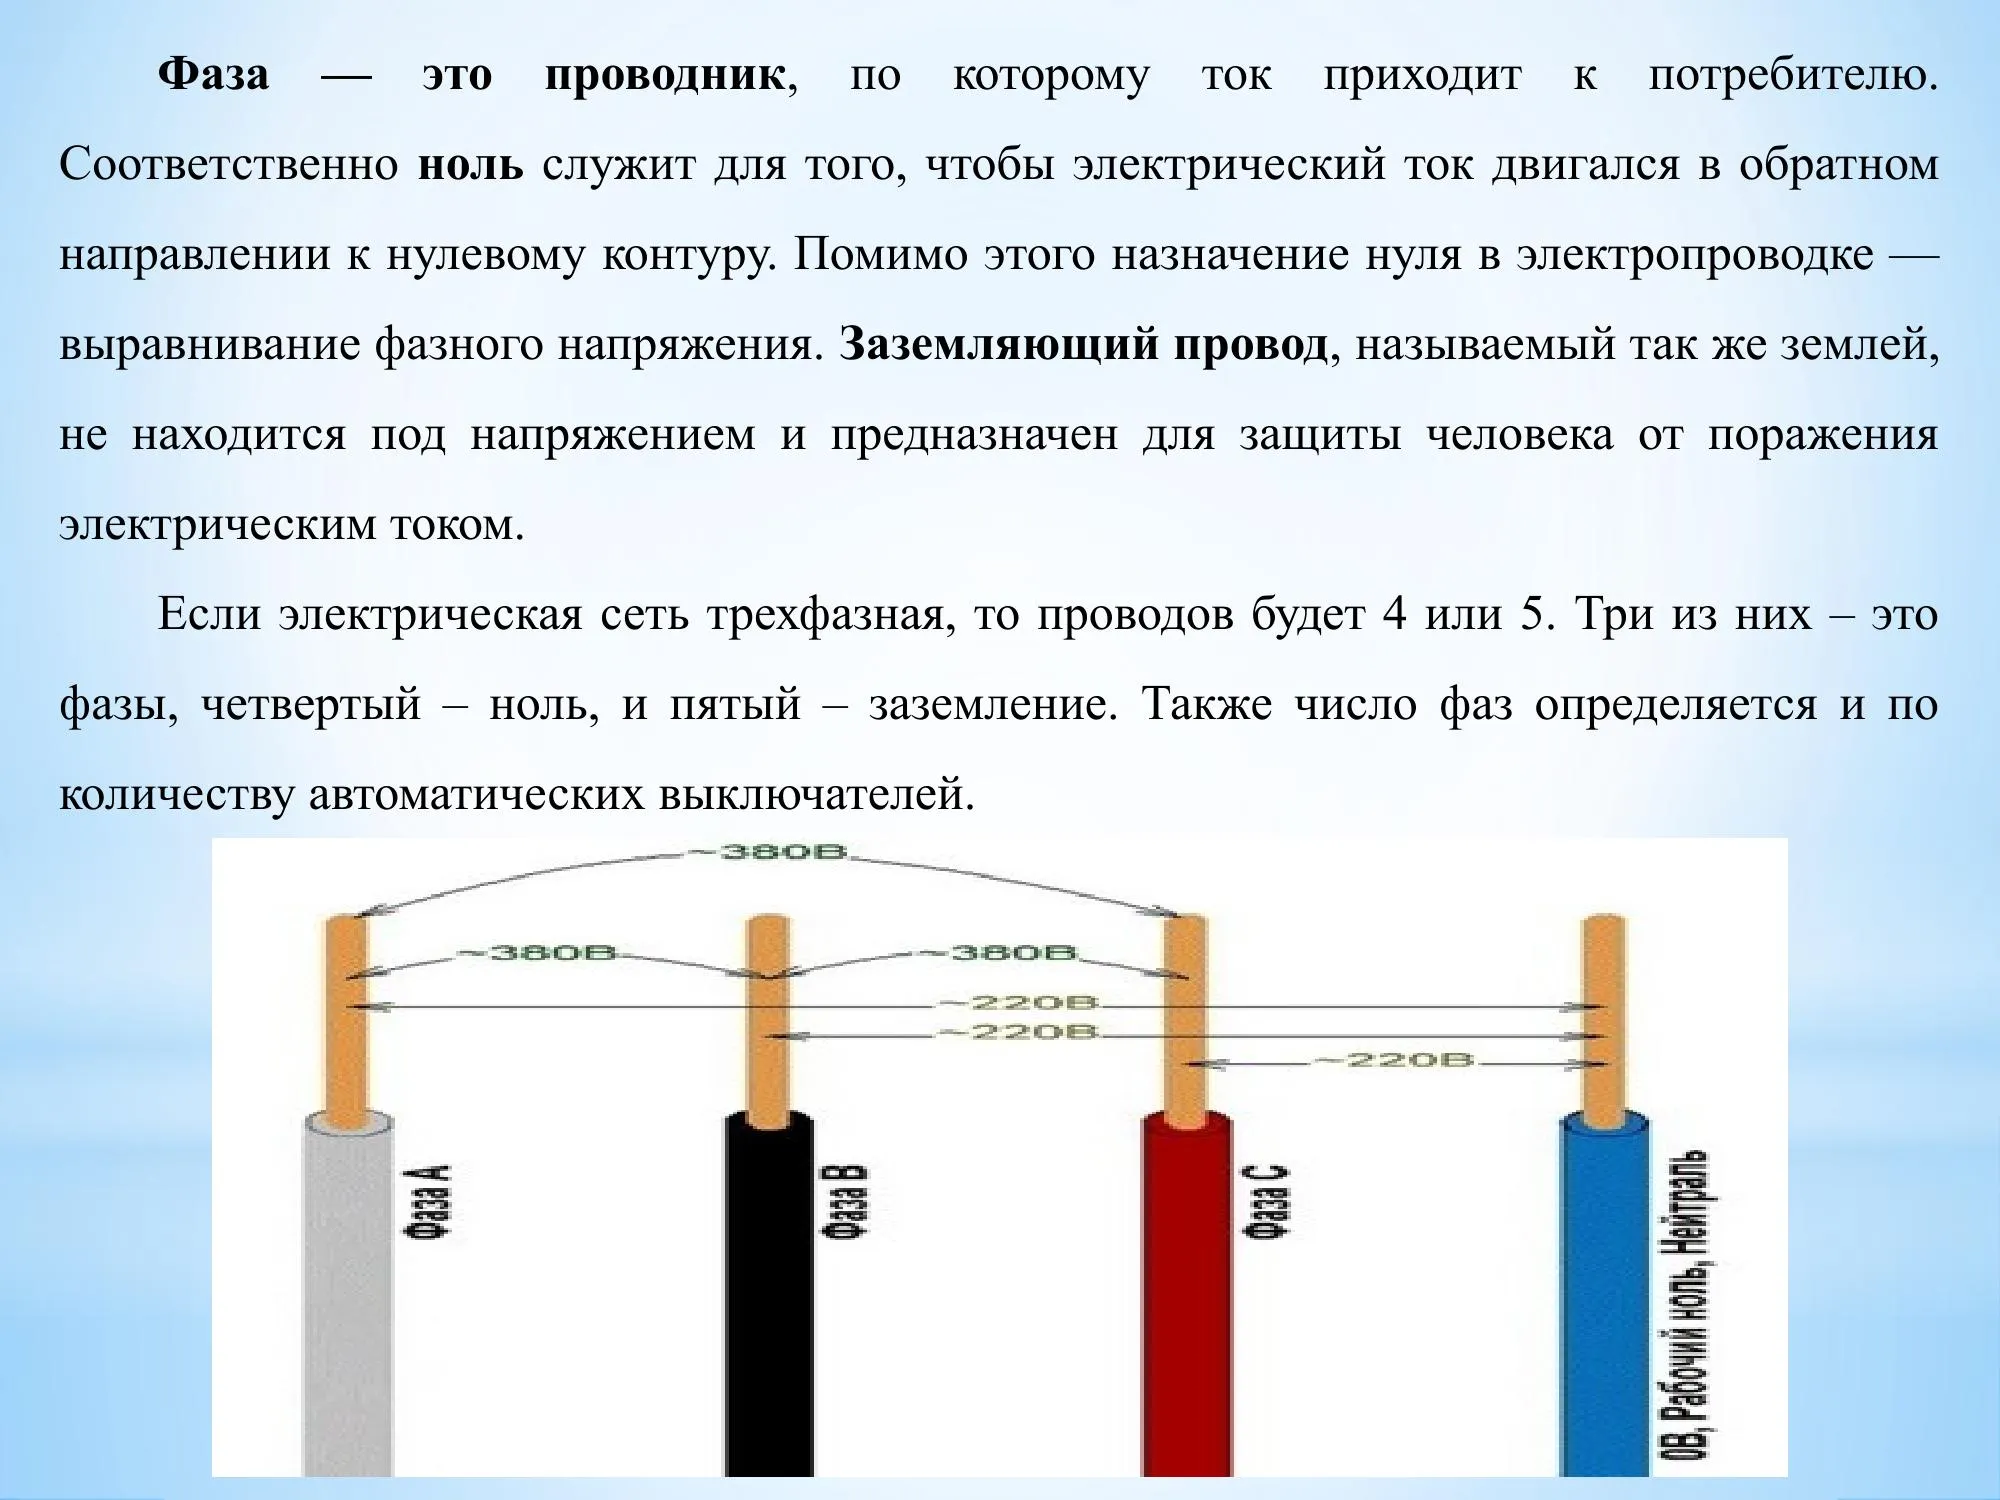 Фаза — это проводник, по которому ток приходит к потребителю.
Соответственно ноль служит для того, чтобы электрический ток двигался в обратном
направлении к нулевому контуру. Помимо этого назначение нуля в электропроводке —
выравнивание фазного напряжения. Заземляющий провод, называемый так же землей,
не находится под напряжением и предназначен для защиты человека от поражения
электрическим током.
Если электрическая сеть трехфазная, то проводов будет 4 или 5. Три из них – это
фазы, четвертый – ноль, и пятый – заземление. Также число фаз определяется и по
количеству автоматических выключателей.
~380В
~380В
~380В
~220В
~220В
~220В
Фаза А
Фаза В
Фаза С
0В, Рабочий ноль, Нейтраль